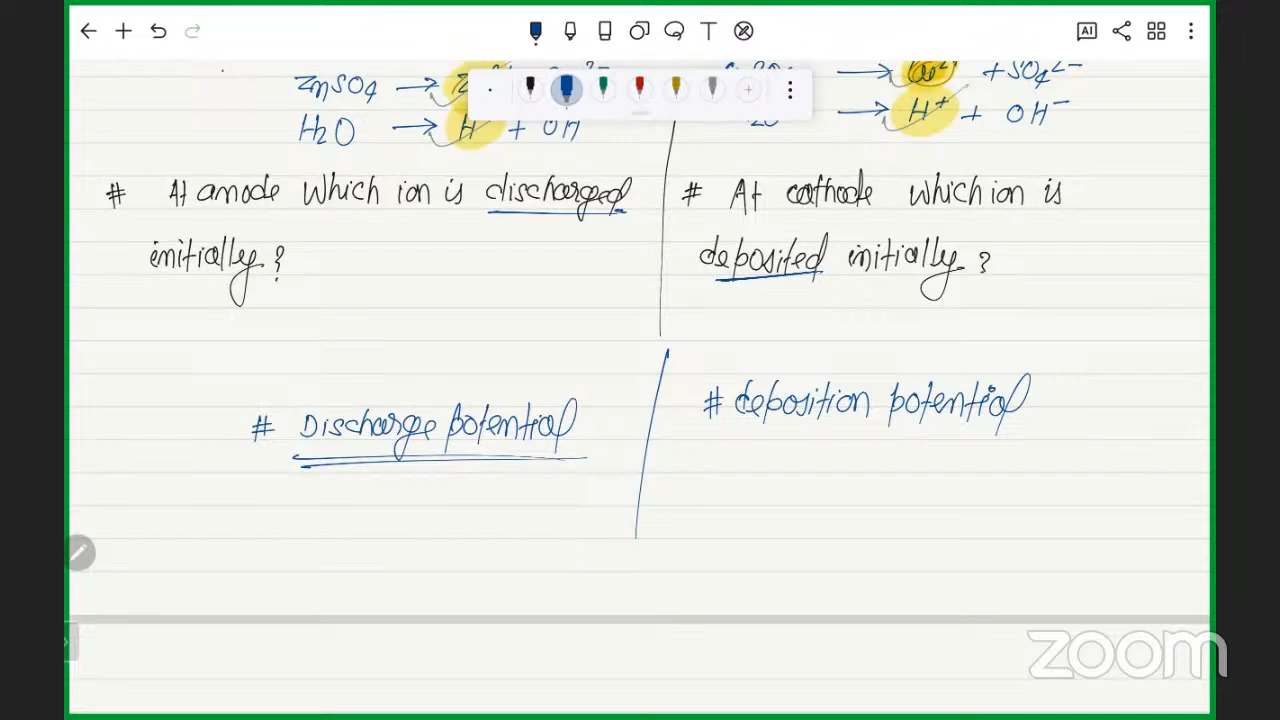 AI
ZnSO4 →
+ SO4 2-
H2O → H + OH
→ H+ + OH-
# At anode which ion is discharged
initially?
# At cathode which ion is
deposited initially?
# Discharge potential
# deposition potential
zoom